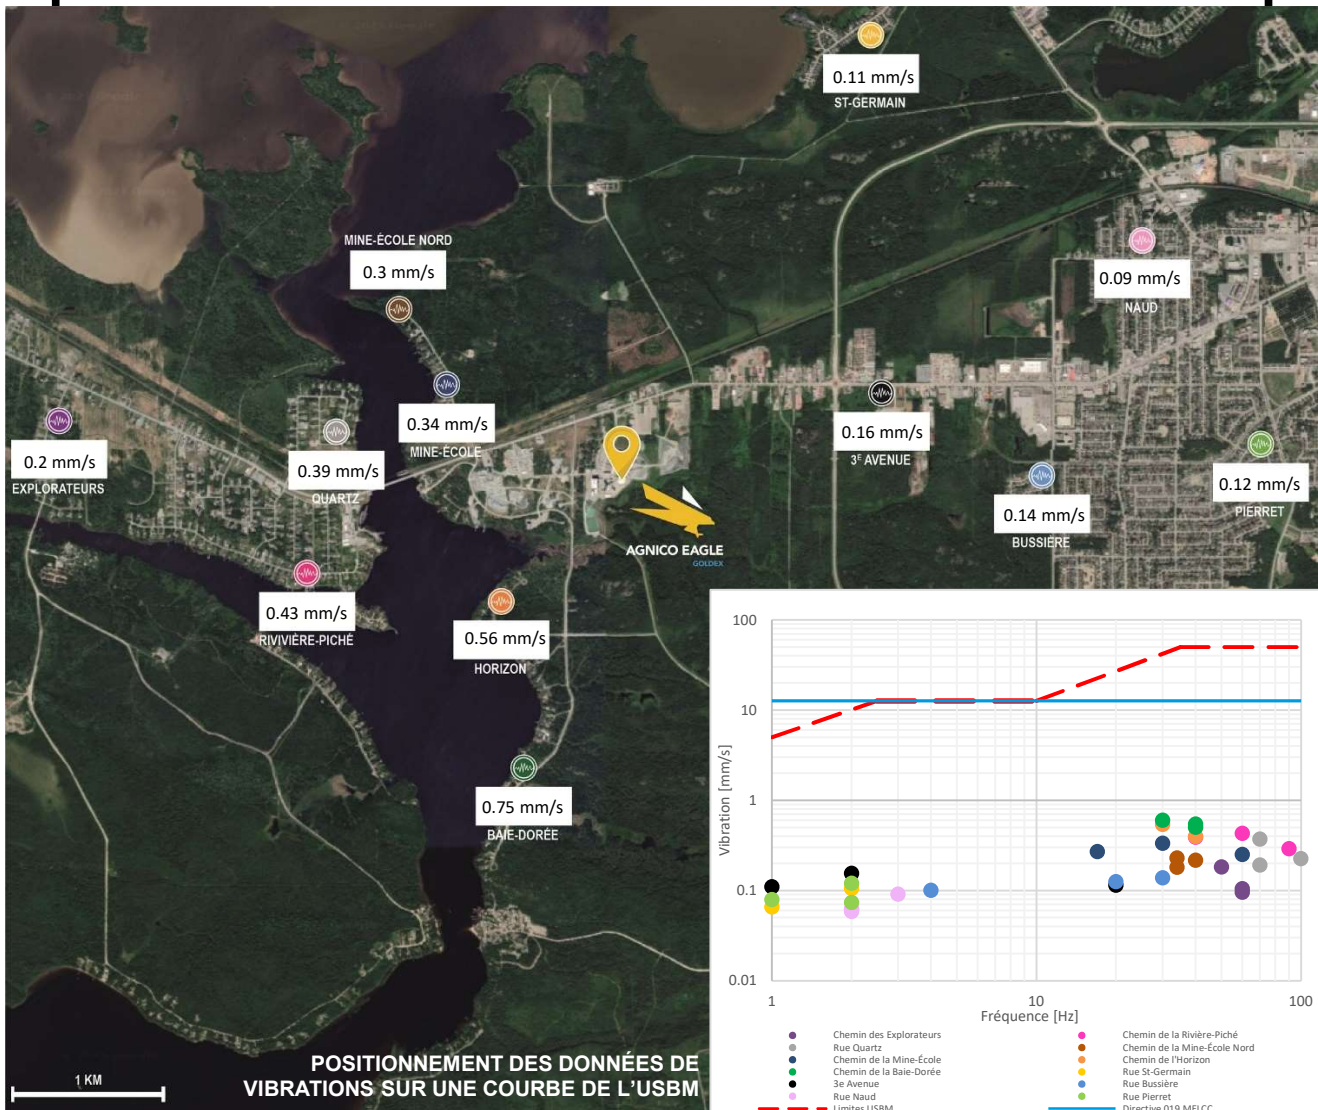 0.11 mm/s
ST-GERMAIN
MINE-ÉCOLE NORD
0.3 mm/s
0.09 mm/s
NAUD
0.34 mm/s
MINE-ÉCOLE
0.2 mm/s
EXPLORATEURS
0.39 mm/s
QUARTZ
0.16 mm/s
3E AVENUE
0.12 mm/s
PIERRET
0.14 mm/s
BUSSIÈRE
AGNICO EAGLE
GOLDEX
0.43 mm/s
RIVIVIÈRE-PICHÉ
0.56 mm/s
HORIZON
0.75 mm/s
BAIE-DORÉE
100
10
1
0.1
0.01
Vibration [mm/s]
1
10
100
Fréquence [Hz]
Chemin des Explorateurs
Chemin de la Rivière-Piché
Rue Quartz
Chemin de la Mine-École Nord
Chemin de la Mine-École
Chemin de l'Horizon
Chemin de la Baie-Dorée
Rue St-Germain
3e Avenue
Rue Bussière
Rue Naud
Rue Pierret
Limites USBM
Directive 019 MELCC
POSITIONNEMENT DES DONNÉES DE
VIBRATIONS SUR UNE COURBE DE L'USBM
1 KM